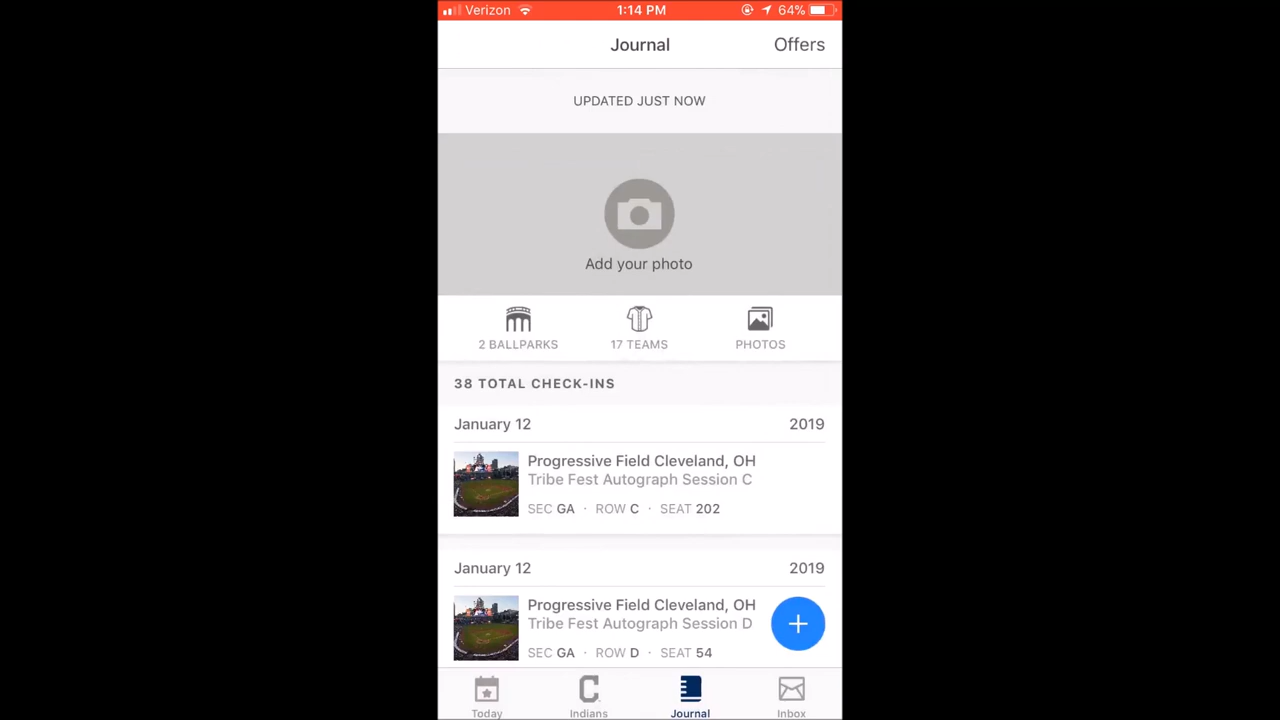 Verizon 1:14 PM 64%
Journal Offers
UPDATED JUST NOW
Add your photo
2 BALLPARKS 17 TEAMS PHOTOS
38 TOTAL CHECK-INS
January 12 2019
Progressive Field Cleveland, OH
Tribe Fest Autograph Session C
SEC GA · ROW C · SEAT 202
January 12 2019
Progressive Field Cleveland, OH
Tribe Fest Autograph Session D
SEC GA · ROW D · SEAT 54
Today Indians Journal Inbox